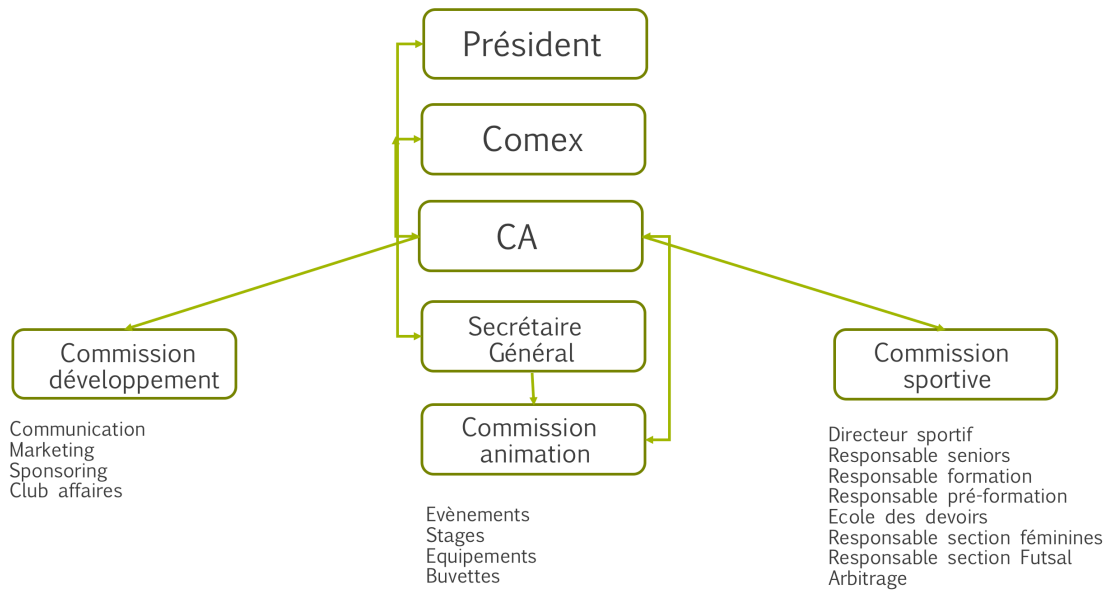 Président
Comex
CA
Secrétaire
Général
Commission
développement
Commission
sportive
Commission
animation
Communication
Marketing
Sponsoring
Club affaires
Evènements
Stages
Equipements
Buvettes
Directeur sportif
Responsable seniors
Responsable formation
Responsable pré-formation
Ecole des devoirs
Responsable section féminines
Responsable section Futsal
Arbitrage